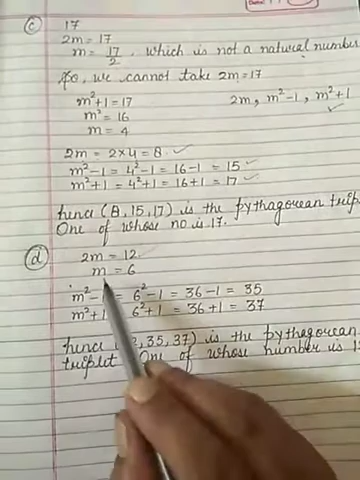 (c) 17
2m = 17
m = 17/2, which is not a natural number
So, we cannot take 2m = 17
m²+1 = 17
2m, m²-1, m²+1
m² = 16
m = 4
2m = 2×4 = 8
m²-1 = 4²-1 = 16-1 = 15
m²+1 = 4²+1 = 16+1 = 17
hence (8, 15, 17) is the pythagorean triplet
One of whose no is 17.
(d) 2m = 12
m = 6
m²-1 = 6²-1 = 36-1 = 35
m²+1 6²+1 = 36+1 = 37
hence 35, 37) is the pythagorean
triplet One of whose number is